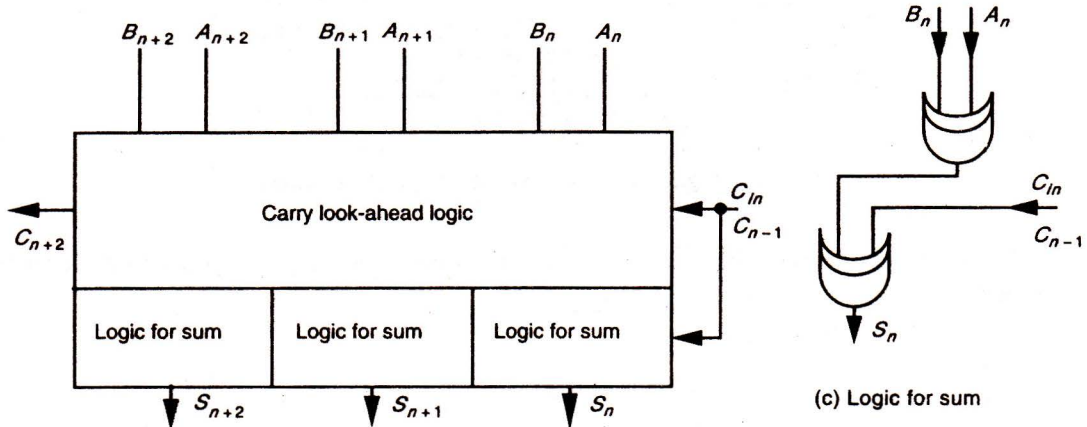 B_{n+2} A_{n+2} B_{n+1} A_{n+1} B_n A_n
B_n A_n
Carry look-ahead logic
C_{n+2}
C_{in}
C_{n-1}
C_{in}
C_{n-1}
Logic for sum Logic for sum Logic for sum
S_{n+2} S_{n+1} S_n
S_n
(c) Logic for sum